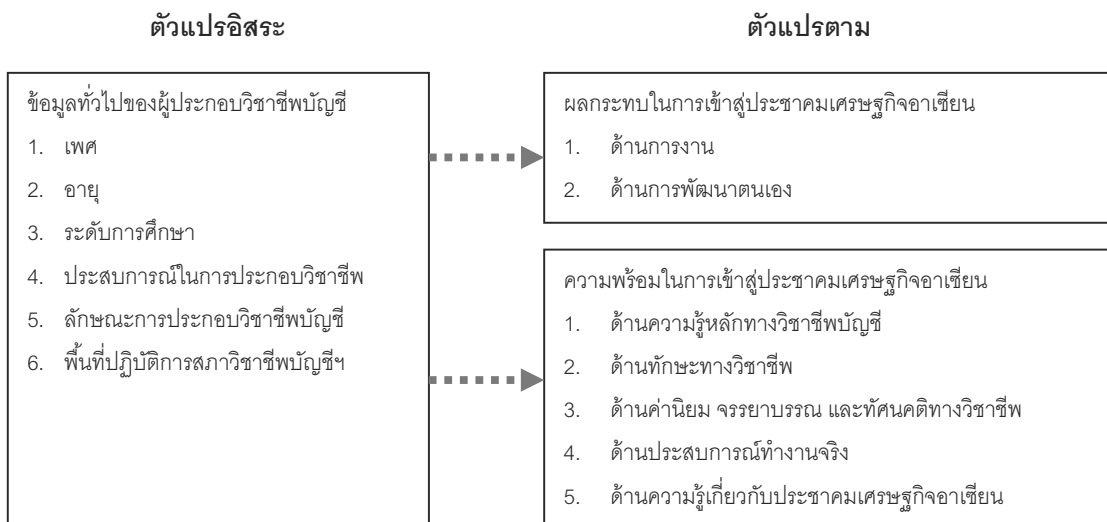 ตัวแปรอิสระ
ข้อมูลทั่วไปของผู้ประกอบวิชาชีพบัญชี
1. เพศ
2. อายุ
3. ระดับการศึกษา
4. ประสบการณ์ในการประกอบวิชาชีพ
5. ลักษณะการประกอบวิชาชีพบัญชี
6. พื้นที่ปฏิบัติการสภาวิชาชีพบัญชีฯ
ตัวแปรตาม
ผลกระทบในการเข้าสู่ประชาคมเศรษฐกิจอาเซียน
1. ด้านการงาน
2. ด้านการพัฒนาตนเอง
ความพร้อมในการเข้าสู่ประชาคมเศรษฐกิจอาเซียน
1. ด้านความรู้หลักทางวิชาชีพบัญชี
2. ด้านทักษะทางวิชาชีพ
3. ด้านค่านิยม จรรยาบรรณ และทัศนคติทางวิชาชีพ
4. ด้านประสบการณ์ทำงานจริง
5. ด้านความรู้เกี่ยวกับประชาคมเศรษฐกิจอาเซียน